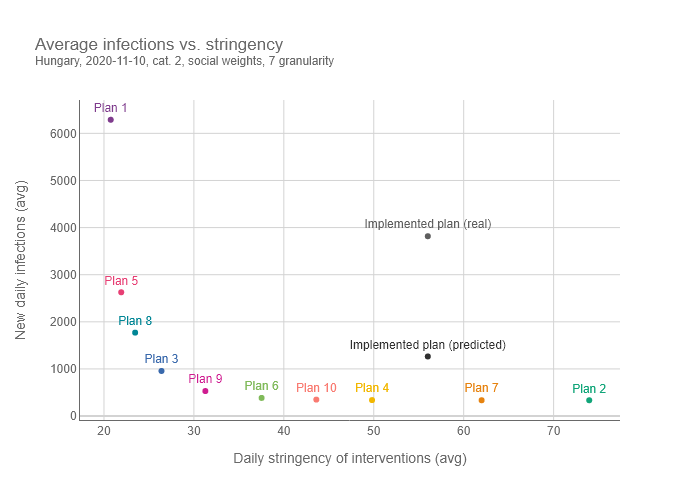 Average infections vs. stringency
Hungary, 2020-11-10, cat. 2, social weights, 7 granularity
Plan 1
6000
5000
4000
Implemented plan (real)
3000
Plan 5
2000
Plan 8
Implemented plan (predicted)
Plan 3
1000
Plan 9
Plan 6
Plan 10
Plan 4
Plan 7
Plan 2
0
20
30
40
50
60
70
New daily infections (avg)
Daily stringency of interventions (avg)